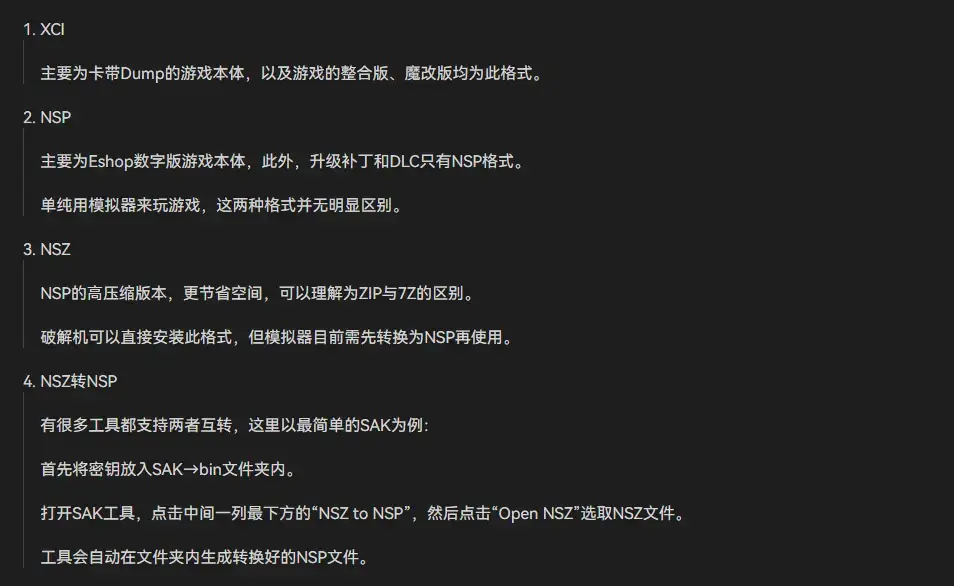 1. XCI
主要为卡带Dump的游戏本体，以及游戏的整合版、魔改版均为此格式。
2. NSP
主要为Eshop数字版游戏本体，此外，升级补丁和DLC只有NSP格式。
单纯用模拟器来玩游戏，这两种格式并无明显区别。
3. NSZ
NSP的高压缩版本，更节省空间，可以理解为ZIP与7Z的区别。
破解机可以直接安装此格式，但模拟器目前需先转换为NSP再使用。
4. NSZ转NSP
有很多工具都支持两者互转，这里以最简单的SAK为例：
首先将密钥放入SAK→bin文件夹内。
打开SAK工具，点击中间一列最下方的“NSZ to NSP”，然后点击“Open NSZ”选取NSZ文件。
工具会自动在文件夹内生成转换好的NSP文件。